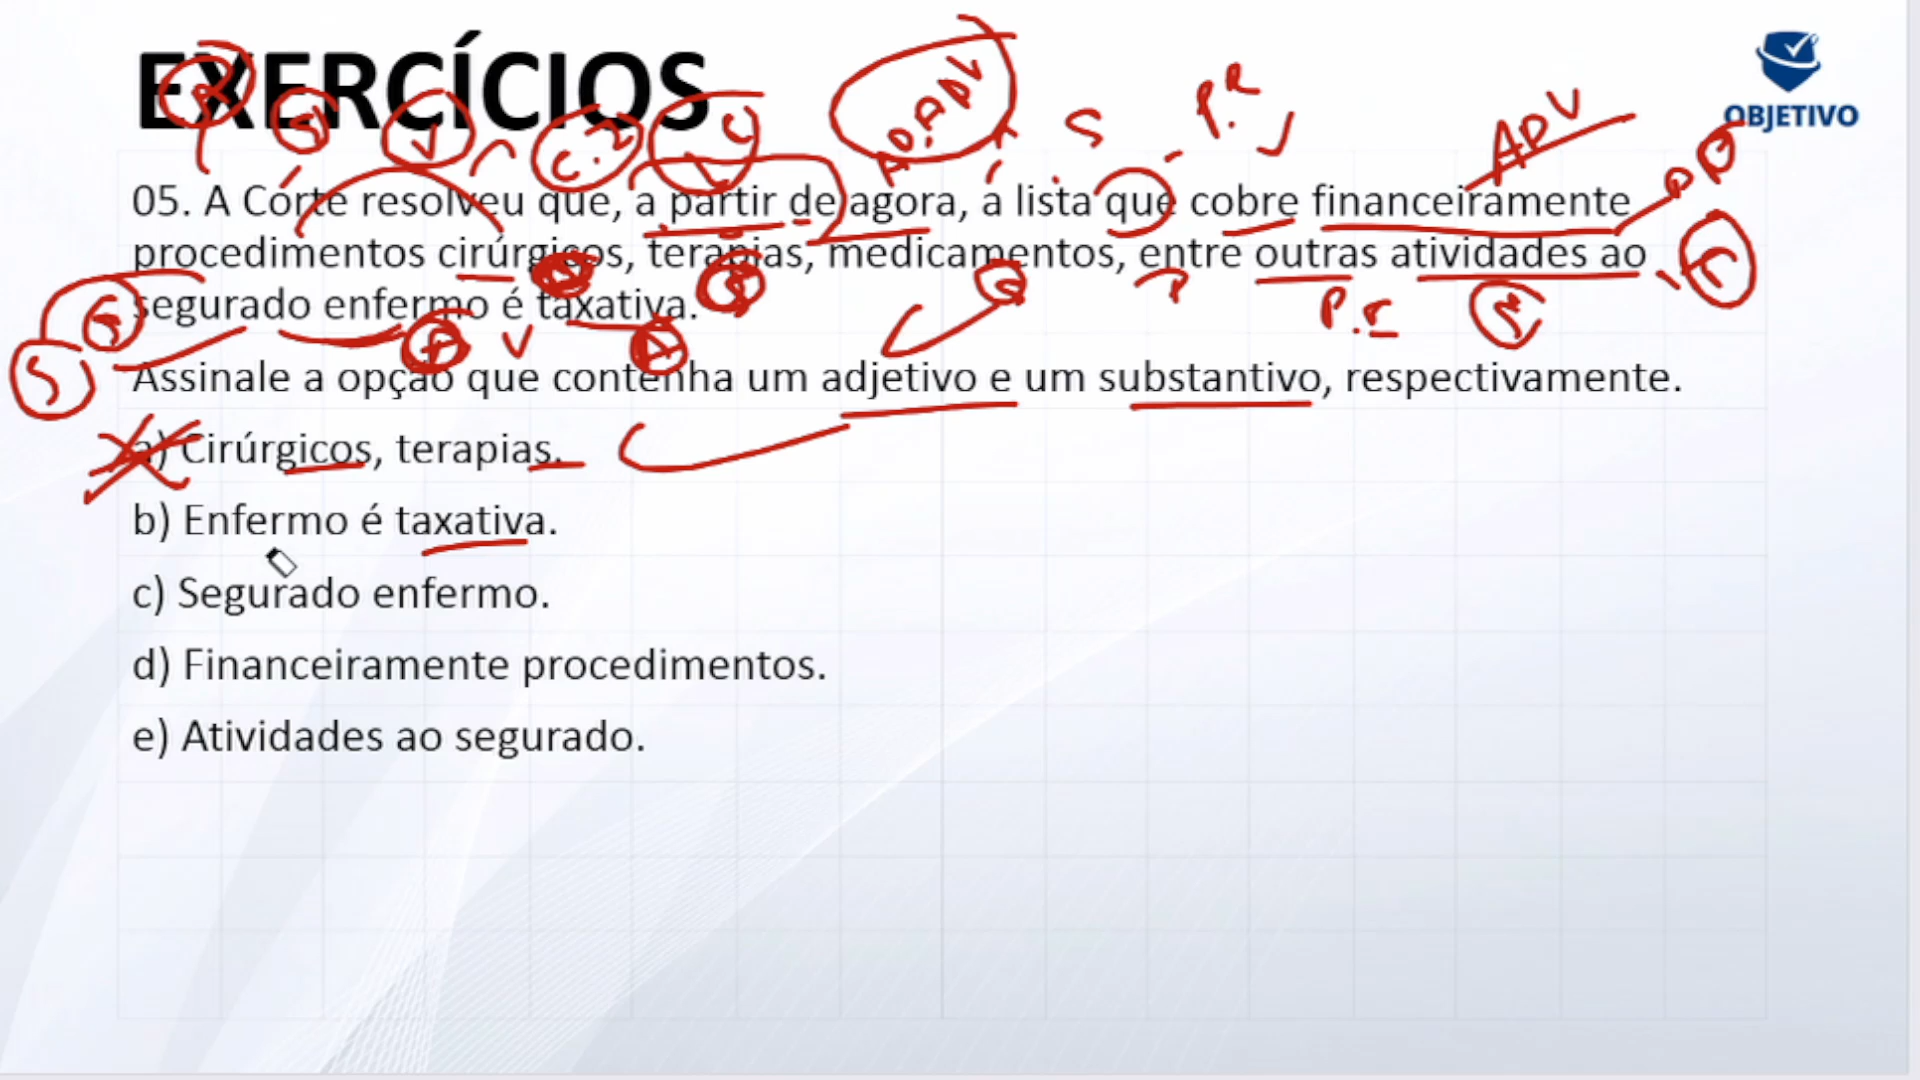 EXERCÍCIOS
OBJETIVO
05. A Corte resolveu que, a partir de agora, a lista que cobre financeiramente
procedimentos cirúrgicos, terapias, medicamentos, entre outras atividades ao
segurado enfermo é taxativa.
Assinale a opção que contenha um adjetivo e um substantivo, respectivamente.
a) Cirúrgicos, terapias.
b) Enfermo é taxativa.
c) Segurado enfermo.
d) Financeiramente procedimentos.
e) Atividades ao segurado.